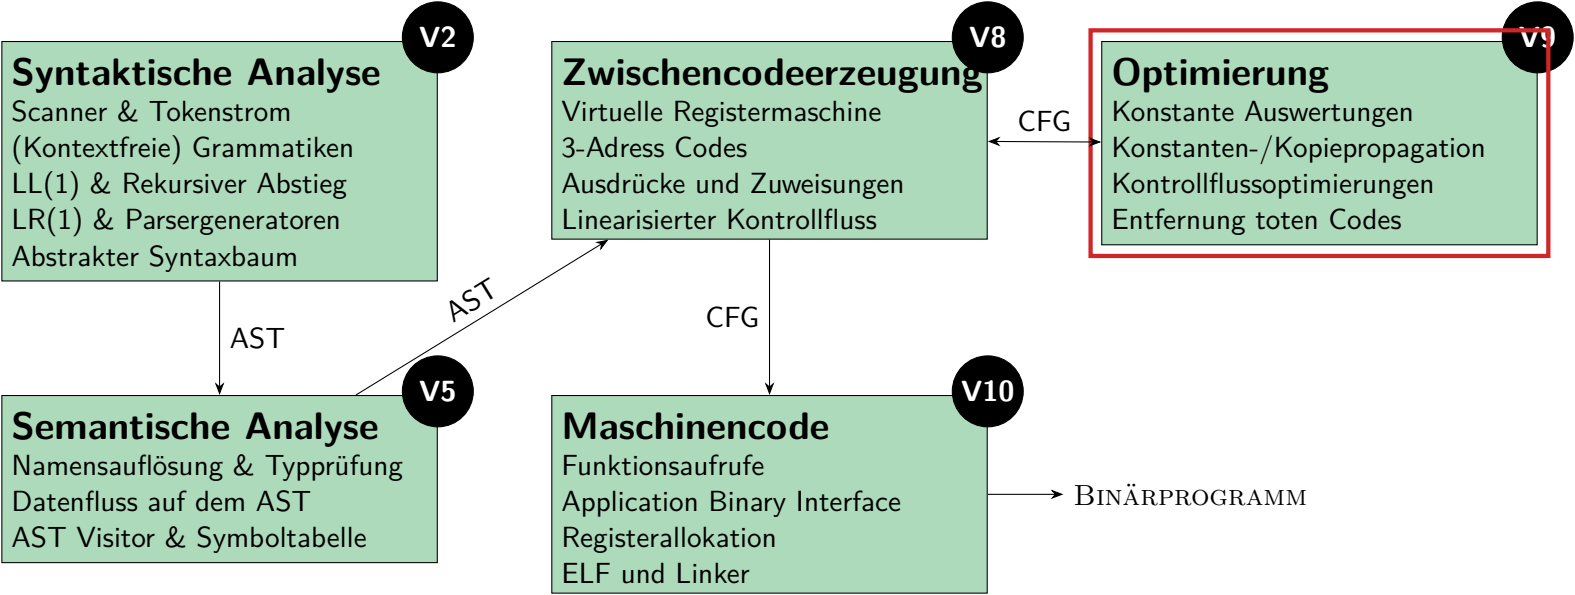 V2
Syntaktische Analyse
Scanner & Tokenstrom
(Kontextfreie) Grammatiken
LL(1) & Rekursiver Abstieg
LR(1) & Parsergeneratoren
Abstrakter Syntaxbaum
AST
V5
Semantische Analyse
Namensauflösung & Typprüfung
Datenfluss auf dem AST
AST Visitor & Symboltabelle
AST
V8
Zwischencodeerzeugung
Virtuelle Registermaschine
3-Adress Codes
Ausdrücke und Zuweisungen
Linearisierter Kontrollfluss
CFG
V9
Optimierung
Konstante Auswertungen
Konstanten-/Kopiepropagation
Kontrollflussoptimierungen
Entfernung toten Codes
CFG
V10
Maschinencode
Funktionsaufrufe
Application Binary Interface
Registerallokation
ELF und Linker
BINÄRPROGRAMM